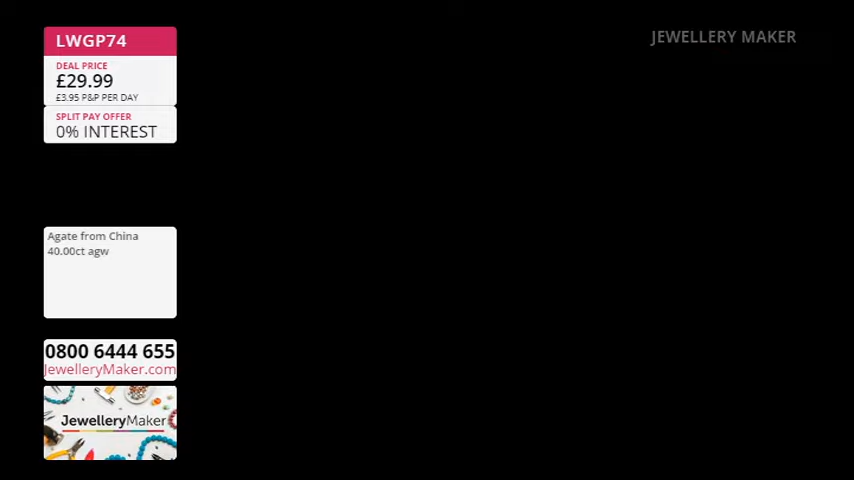 LWGP74
DEAL PRICE
£29.99
£3.95 P&P PER DAY
SPLIT PAY OFFER
0% INTEREST
JEWELLERY MAKER
Agate from China
40.00ct agw
0800 6444 655
JewelleryMaker.com
JewelleryMaker